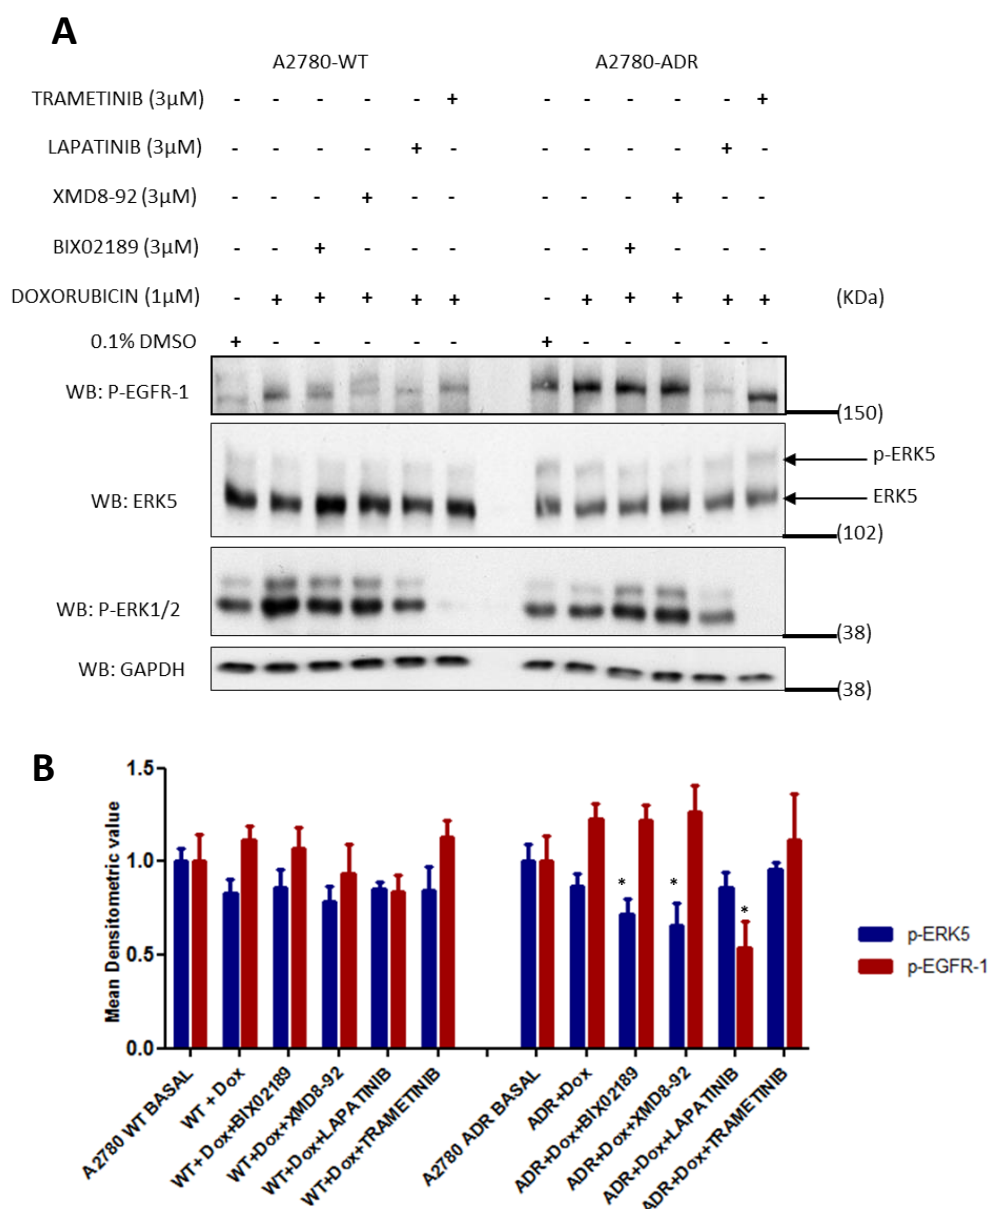 A
A2780-WT A2780-ADR
TRAMETINIB (3µM) - - - - - + - - - - - +
LAPATINIB (3µM) - - - - + - - - - - + -
XMD8-92 (3µM) - - - + - - - - - + - -
BIX02189 (3µM) - - + - - - - - + - - -
DOXORUBICIN (1µM) - + + + + + - + + + + + (KDa)
0.1% DMSO + - - - - - + - - - - -
WB: P-EGFR-1 (150)
p-ERK5
WB: ERK5 ERK5
(102)
WB: P-ERK1/2 (38)
WB: GAPDH (38)
B
Mean Densitometric value
1.5
1.0
0.5
0.0
* * *
p-ERK5
p-EGFR-1
A2780 WT BASAL
WT + Dox
WT+Dox+BIX02189
WT+Dox+XMD8-92
WT+Dox+LAPATINIB
WT+Dox+TRAMETINIB
A2780 ADR BASAL
ADR+Dox
ADR+Dox+BIX02189
ADR+Dox+XMD8-92
ADR+Dox+LAPATINIB
ADR+Dox+TRAMETINIB